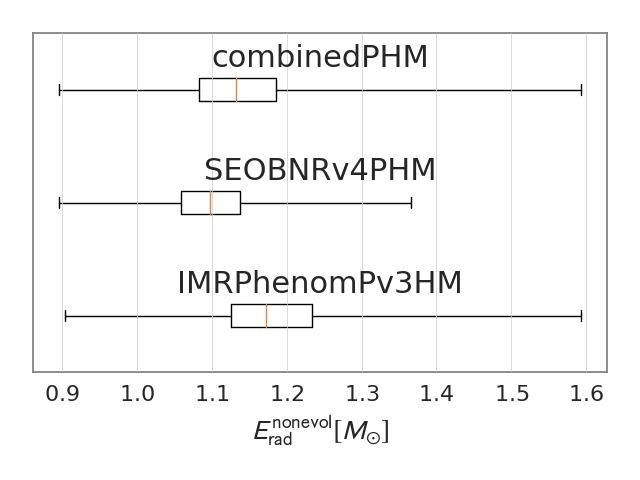 combinedPHM
SEOBNRv4PHM
IMRPhenomPv3HM
0.9 1.0 1.1 1.2 1.3 1.4 1.5 1.6
E_rad^nonevol [M_⊙]